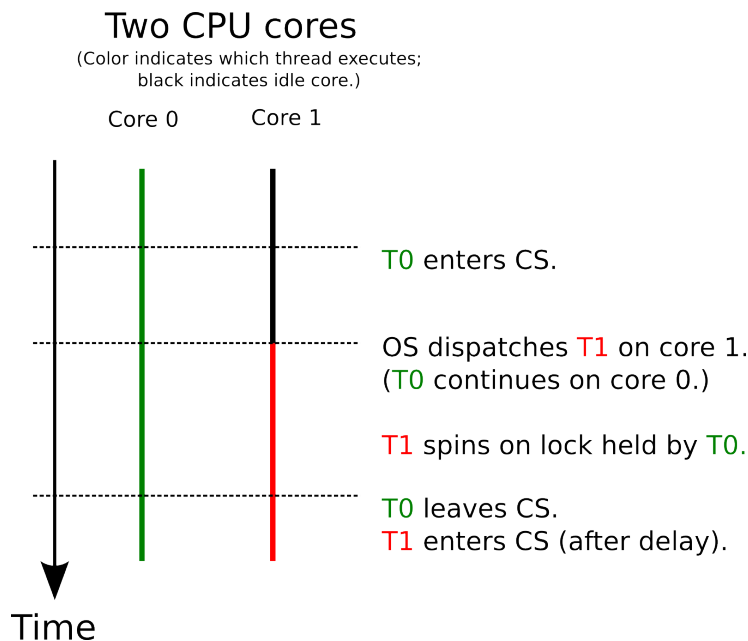 Two CPU cores
(Color indicates which thread executes;
black indicates idle core.)
Core 0
Core 1
T0 enters CS.
OS dispatches T1 on core 1.
(T0 continues on core 0.)
T1 spins on lock held by T0.
T0 leaves CS.
T1 enters CS (after delay).
Time